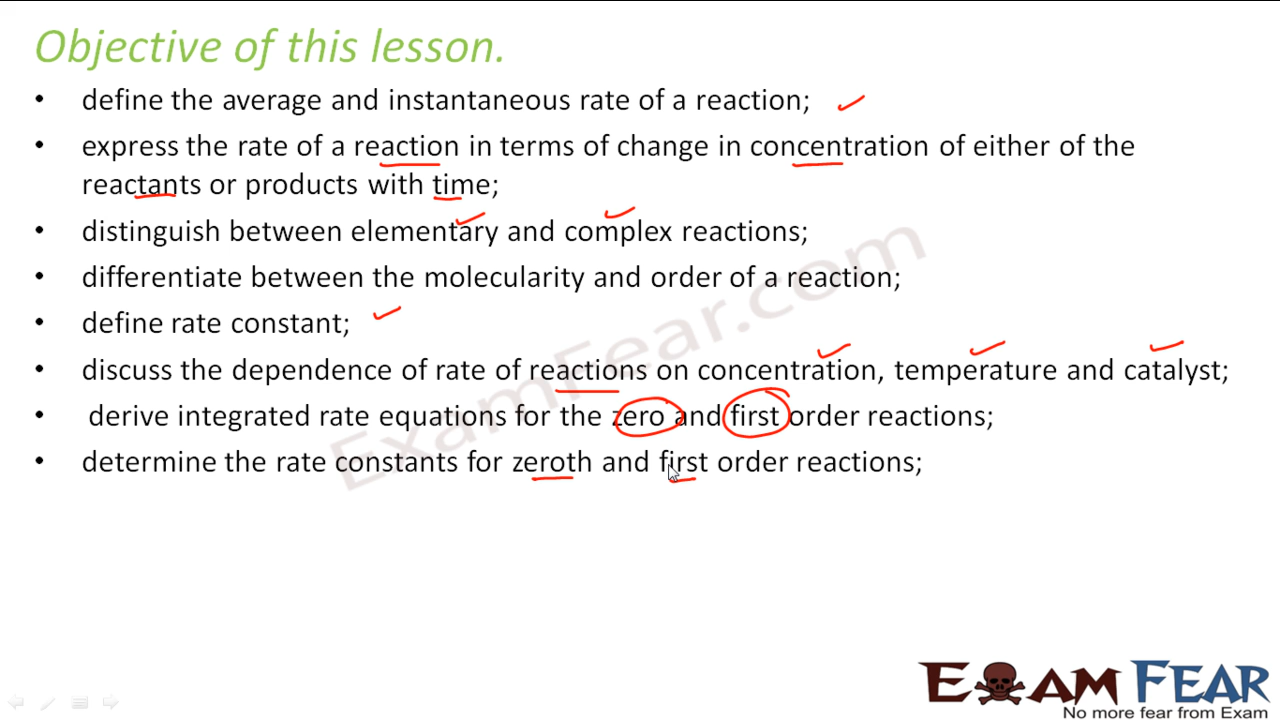 Objective of this lesson.
• define the average and instantaneous rate of a reaction;
• express the rate of a reaction in terms of change in concentration of either of the
reactants or products with time;
• distinguish between elementary and complex reactions;
• differentiate between the molecularity and order of a reaction;
• define rate constant;
• discuss the dependence of rate of reactions on concentration, temperature and catalyst;
• derive integrated rate equations for the zero and first order reactions;
• determine the rate constants for zeroth and first order reactions;
ExamFear.com
EXAM FEAR
No more fear from Exam